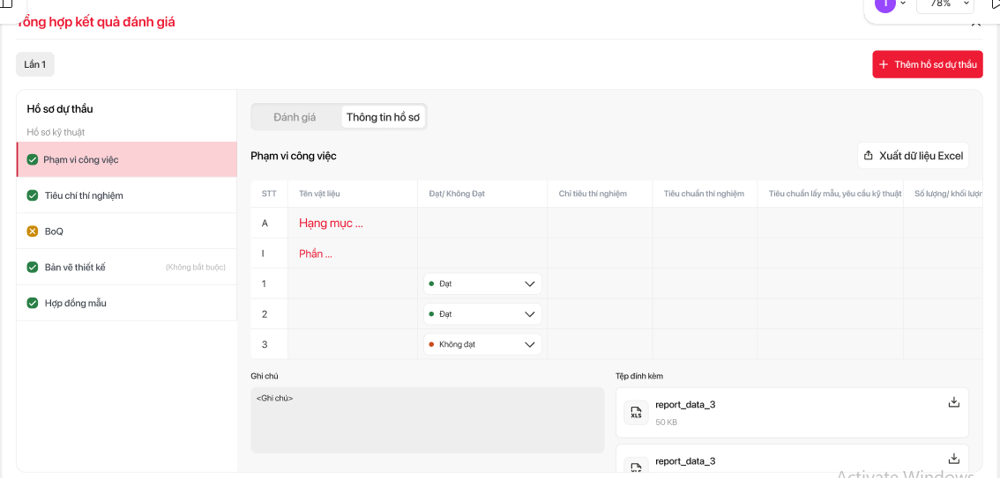 T
78%
Tổng hợp kết quả đánh giá
Lần 1
Thêm hồ sơ dự thầu
Hồ sơ dự thầu
Hồ sơ kỹ thuật
Phạm vi công việc
Tiêu chí thí nghiệm
BoQ
Bản vẽ thiết kế (Không bắt buộc)
Hợp đồng mẫu
Đánh giá Thông tin hồ sơ
Phạm vi công việc
Xuất dữ liệu Excel
STT Tên vật liệu Đạt/ Không Đạt Chỉ tiêu thí nghiệm Tiêu chuẩn thí nghiệm Tiêu chuẩn lấy mẫu, yêu cầu kỹ thuật Số lượng/ khối
A Hạng mục ...
I Phần ...
1 Đạt
2 Đạt
3 Không đạt
Ghi chú
<Ghi chú>
Tệp đính kèm
XLS
report_data_3
50 KB
XLS
report_data_3
Activate Windows